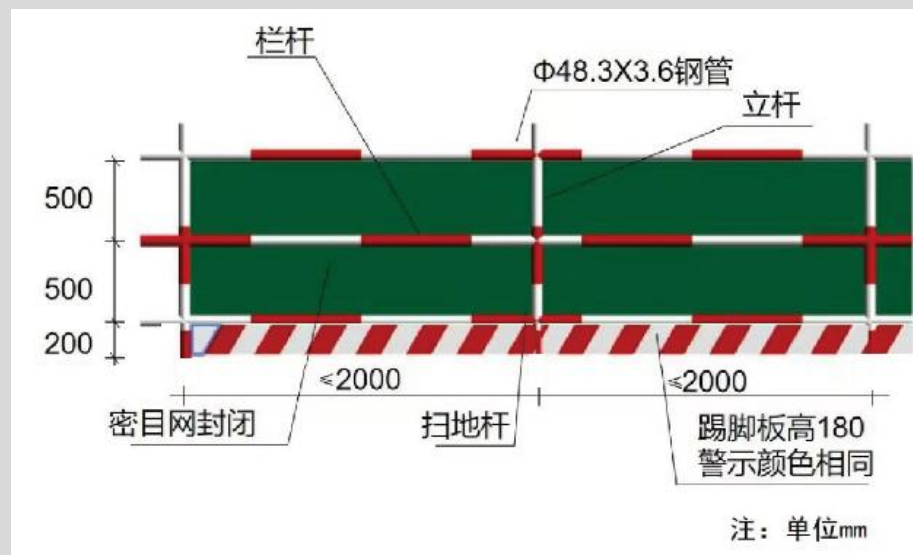 栏杆
Φ48.3X3.6钢管
立杆
500
500
200
≤2000
≤2000
密目网封闭
扫地杆
踢脚板高180
警示颜色相同
注：单位mm